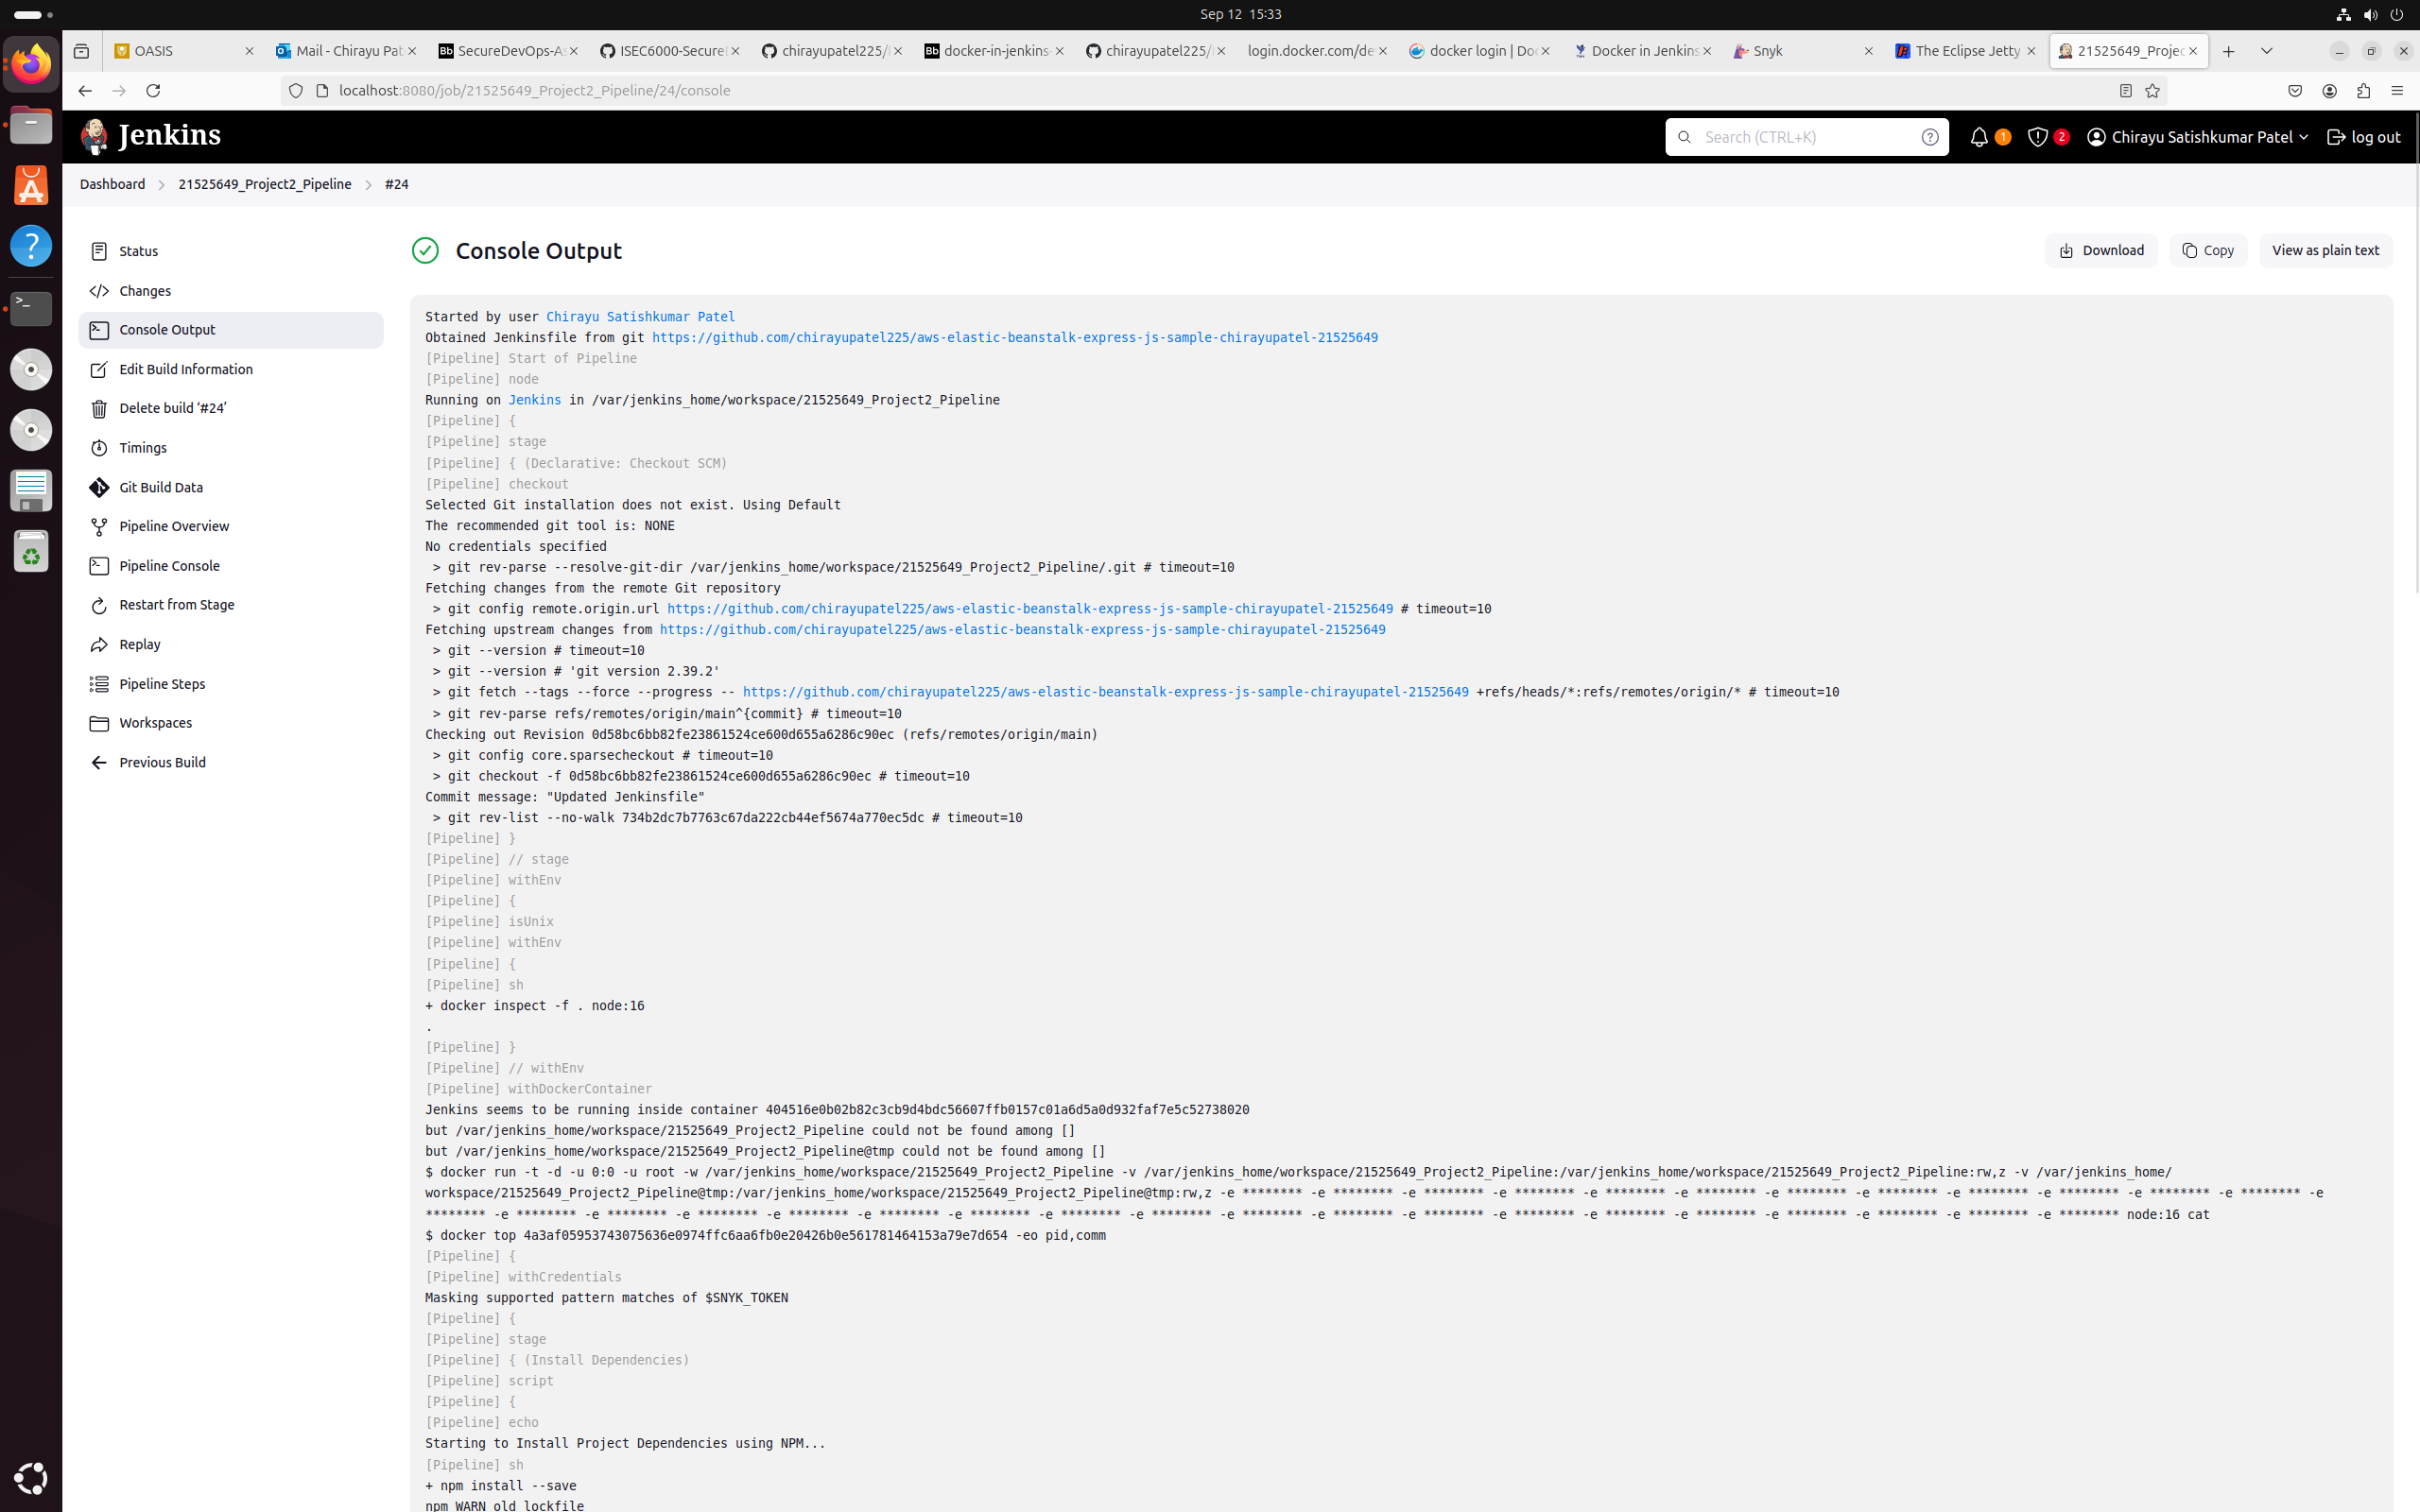 Sep 12 15:33
OASIS
Mail - Chirayu Pat
SecureDevOps-As
ISEC6000-Secure
chirayupatel225/
docker-in-jenkins-
chirayupatel225/
login.docker.com/de
docker login | Doc
Docker in Jenkins
Snyk
The Eclipse Jetty
21525649_Projec
localhost:8080/job/21525649_Project2_Pipeline/24/console
Jenkins
Search (CTRL+K)
1
2
Chirayu Satishkumar Patel
log out
Dashboard
21525649_Project2_Pipeline
#24
Status
Changes
Console Output
Edit Build Information
Delete build ‘#24’
Timings
Git Build Data
Pipeline Overview
Pipeline Console
Restart from Stage
Replay
Pipeline Steps
Workspaces
Previous Build
Console Output
Download
Copy
View as plain text
Started by user Chirayu Satishkumar Patel
Obtained Jenkinsfile from git https://github.com/chirayupatel225/aws-elastic-beanstalk-express-js-sample-chirayupatel-21525649
[Pipeline] Start of Pipeline
[Pipeline] node
Running on Jenkins in /var/jenkins_home/workspace/21525649_Project2_Pipeline
[Pipeline] {
[Pipeline] stage
[Pipeline] { (Declarative: Checkout SCM)
[Pipeline] checkout
Selected Git installation does not exist. Using Default
The recommended git tool is: NONE
No credentials specified
> git rev-parse --resolve-git-dir /var/jenkins_home/workspace/21525649_Project2_Pipeline/.git # timeout=10
Fetching changes from the remote Git repository
> git config remote.origin.url https://github.com/chirayupatel225/aws-elastic-beanstalk-express-js-sample-chirayupatel-21525649 # timeout=10
Fetching upstream changes from https://github.com/chirayupatel225/aws-elastic-beanstalk-express-js-sample-chirayupatel-21525649
> git --version # timeout=10
> git --version # 'git version 2.39.2'
> git fetch --tags --force --progress -- https://github.com/chirayupatel225/aws-elastic-beanstalk-express-js-sample-chirayupatel-21525649 +refs/heads/*:refs/remotes/origin/* # timeout=10
> git rev-parse refs/remotes/origin/main^{commit} # timeout=10
Checking out Revision 0d58bc6bb82fe23861524ce600d655a6286c90ec (refs/remotes/origin/main)
> git config core.sparsecheckout # timeout=10
> git checkout -f 0d58bc6bb82fe23861524ce600d655a6286c90ec # timeout=10
Commit message: "Updated Jenkinsfile"
> git rev-list --no-walk 734b2dc7b7763c67da222cb44ef5674a770ec5dc # timeout=10
[Pipeline] }
[Pipeline] // stage
[Pipeline] withEnv
[Pipeline] {
[Pipeline] isUnix
[Pipeline] withEnv
[Pipeline] {
[Pipeline] sh
+ docker inspect -f . node:16
.
[Pipeline] }
[Pipeline] // withEnv
[Pipeline] withDockerContainer
Jenkins seems to be running inside container 404516e0b02b82c3cb9d4bdc56607ffb0157c01a6d5a0d932faf7e5c52738020
but /var/jenkins_home/workspace/21525649_Project2_Pipeline could not be found among []
but /var/jenkins_home/workspace/21525649_Project2_Pipeline@tmp could not be found among []
$ docker run -t -d -u 0:0 -u root -w /var/jenkins_home/workspace/21525649_Project2_Pipeline -v /var/jenkins_home/workspace/21525649_Project2_Pipeline:/var/jenkins_home/workspace/21525649_Project2_Pipeline:rw,z -v /var/jenkins_home/
workspace/21525649_Project2_Pipeline@tmp:/var/jenkins_home/workspace/21525649_Project2_Pipeline@tmp:rw,z -e ******** -e ******** -e ******** -e ******** -e ******** -e ******** -e ******** -e ******** -e ******** -e ******** -e ******** -e ******** -e
******** -e ******** -e ******** -e ******** -e ******** -e ******** -e ******** -e ******** -e ******** -e ******** -e ******** -e ******** -e ******** -e ******** -e ******** -e ******** -e ******** -e ******** -e ******** node:16 cat
$ docker top 4a3af05953743075636e0974ffc6aa6fb0e20426b0e561781464153a79e7d654 -eo pid,comm
[Pipeline] {
[Pipeline] withCredentials
Masking supported pattern matches of $SNYK_TOKEN
[Pipeline] {
[Pipeline] stage
[Pipeline] { (Install Dependencies)
[Pipeline] script
[Pipeline] {
[Pipeline] echo
Starting to Install Project Dependencies using NPM...
[Pipeline] sh
+ npm install --save
npm WARN old lockfile